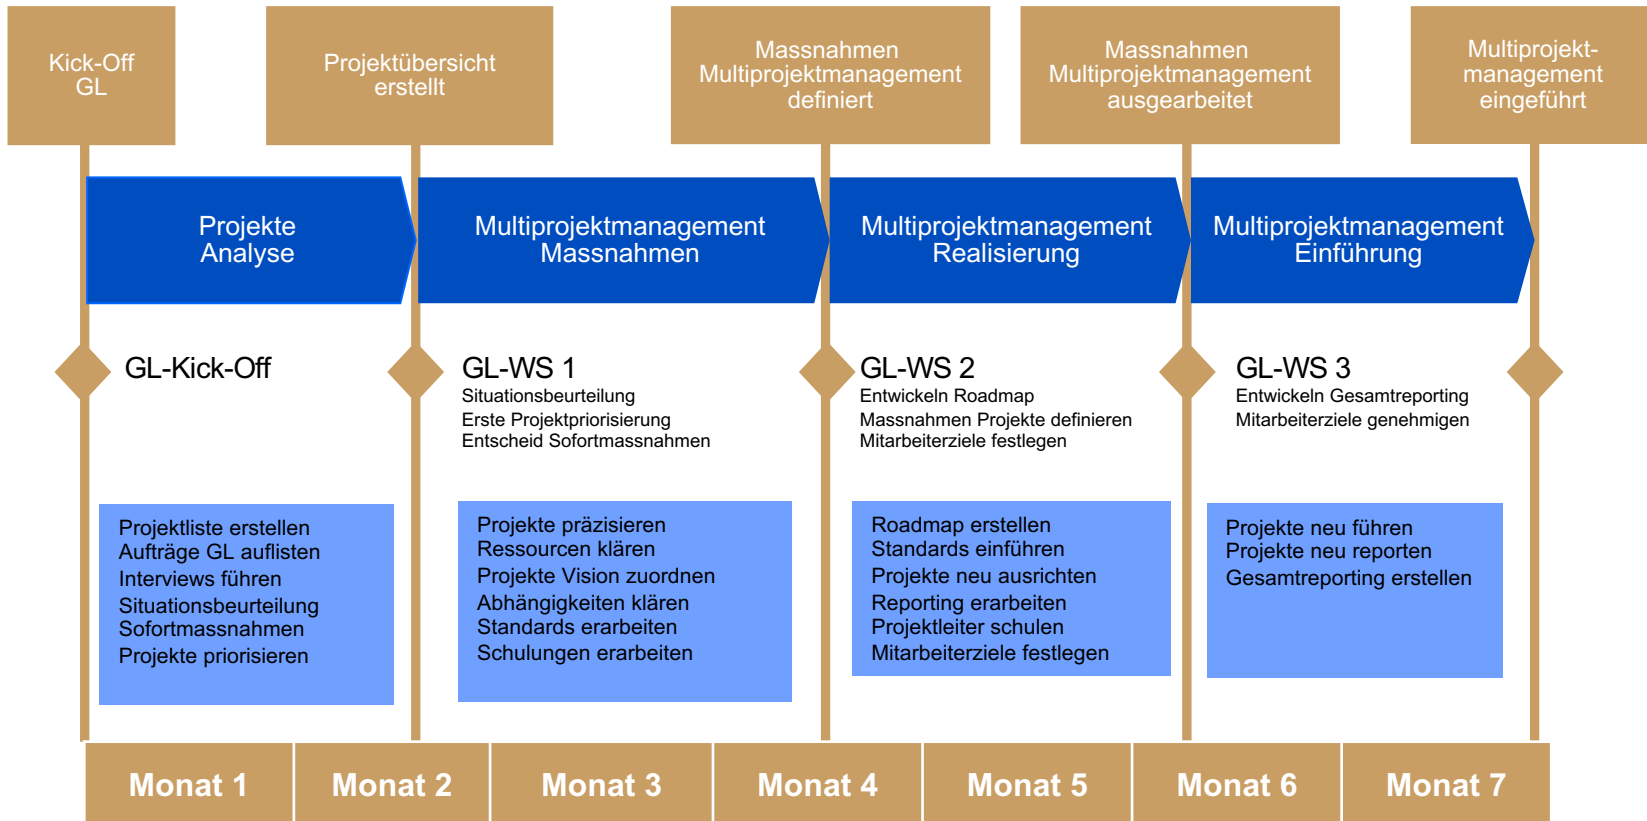 Kick-Off
GL
Projektübersicht
erstellt
Massnahmen
Multiprojektmanagement
definiert
Massnahmen
Multiprojektmanagement
ausgearbeitet
Multiprojekt-
management
eingeführt
Projekte
Analyse
Multiprojektmanagement
Massnahmen
Multiprojektmanagement
Realisierung
Multiprojektmanagement
Einführung
GL-Kick-Off
GL-WS 1
Situationsbeurteilung
Erste Projektpriorisierung
Entscheid Sofortmassnahmen
GL-WS 2
Entwickeln Roadmap
Massnahmen Projekte definieren
Mitarbeiterziele festlegen
GL-WS 3
Entwickeln Gesamtreporting
Mitarbeiterziele genehmigen
Projektliste erstellen
Aufträge GL auflisten
Interviews führen
Situationsbeurteilung
Sofortmassnahmen
Projekte priorisieren
Projekte präzisieren
Ressourcen klären
Projekte Vision zuordnen
Abhängigkeiten klären
Standards erarbeiten
Schulungen erarbeiten
Roadmap erstellen
Standards einführen
Projekte neu ausrichten
Reporting erarbeiten
Projektleiter schulen
Mitarbeiterziele festlegen
Projekte neu führen
Projekte neu reporten
Gesamtreporting erstellen
Monat 1
Monat 2
Monat 3
Monat 4
Monat 5
Monat 6
Monat 7